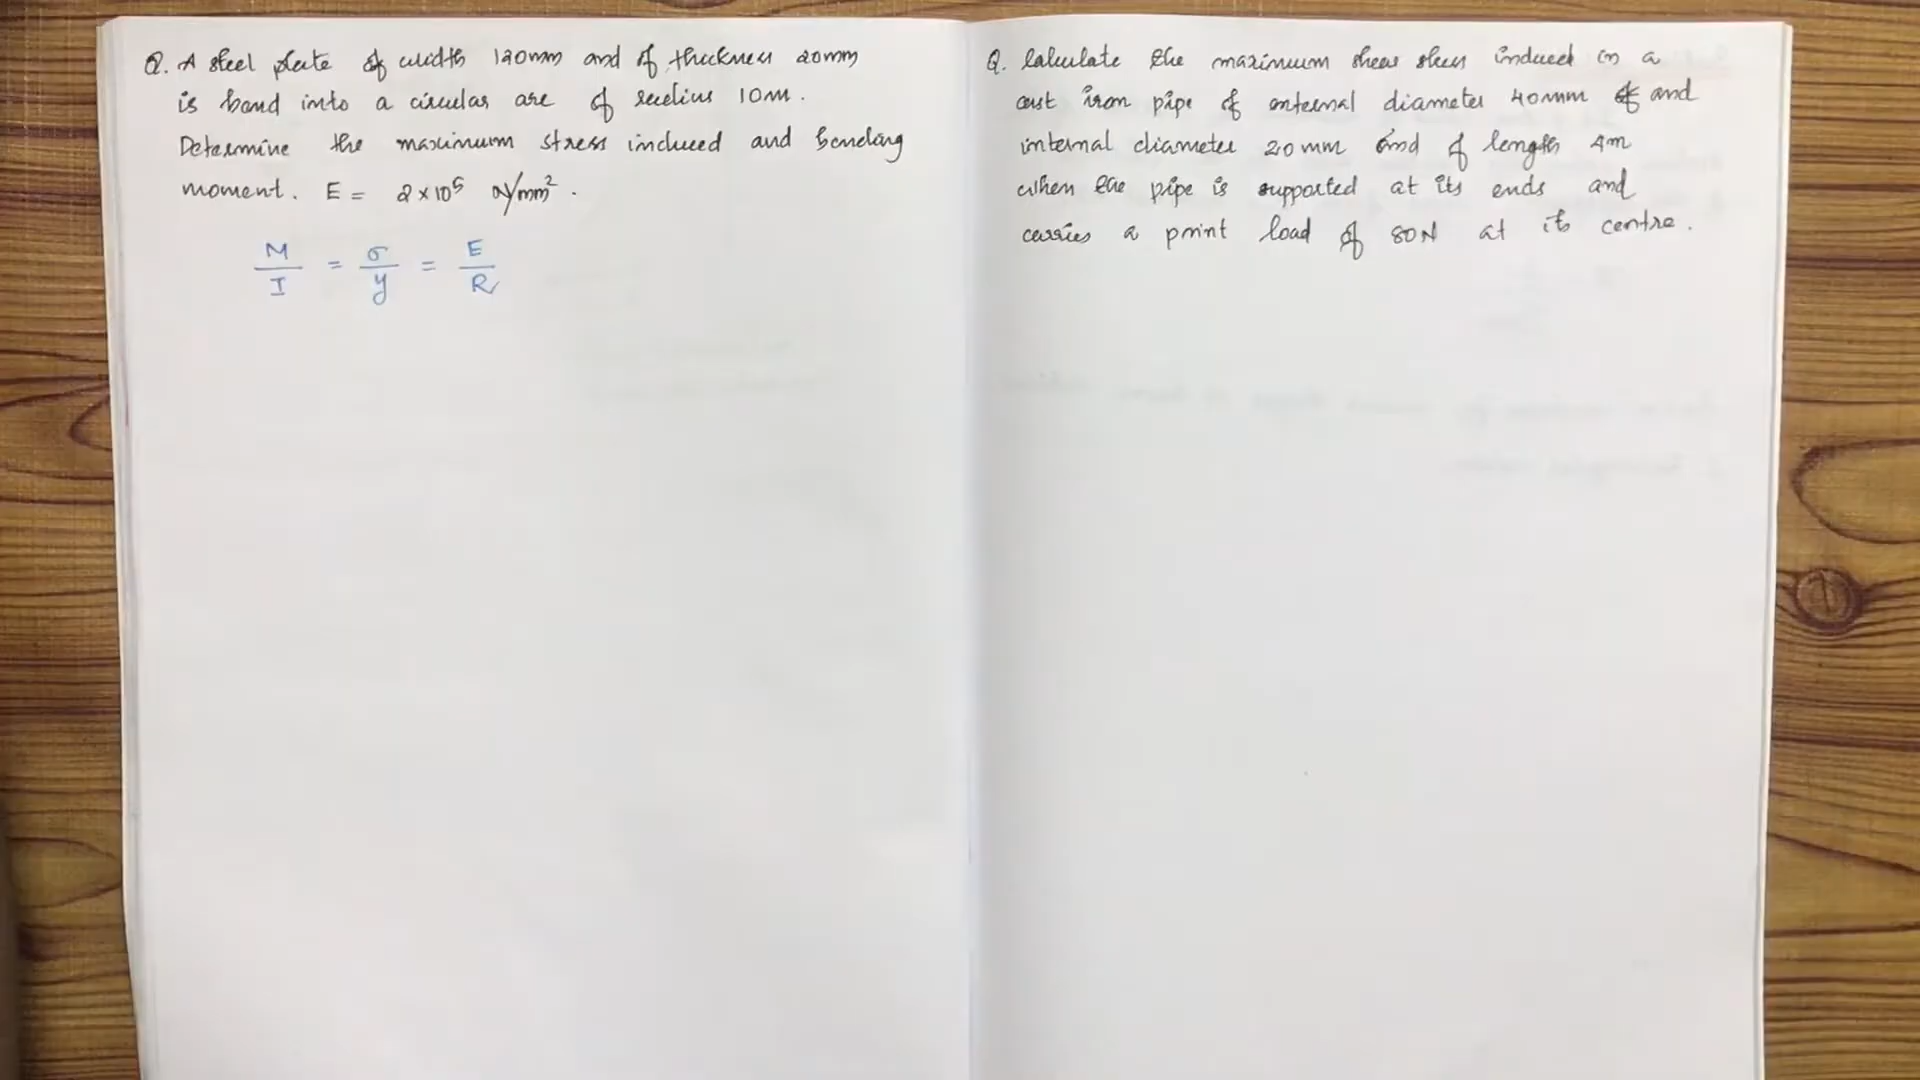 Q. A steel plate of width 120mm and of thickness 20mm
is bend into a circular arc of radius 10m.
Determine the maximum stress induced and bending
moment. E = 2×10⁵ N/mm².
M/I = σ/y = E/R
Q. Calculate the maximum shear stress induced in a
cast iron pipe of external diameter 40mm of and
internal diameter 20mm and of length 4m
when the pipe is supported at its ends and
carries a point load of 80N at its centre.